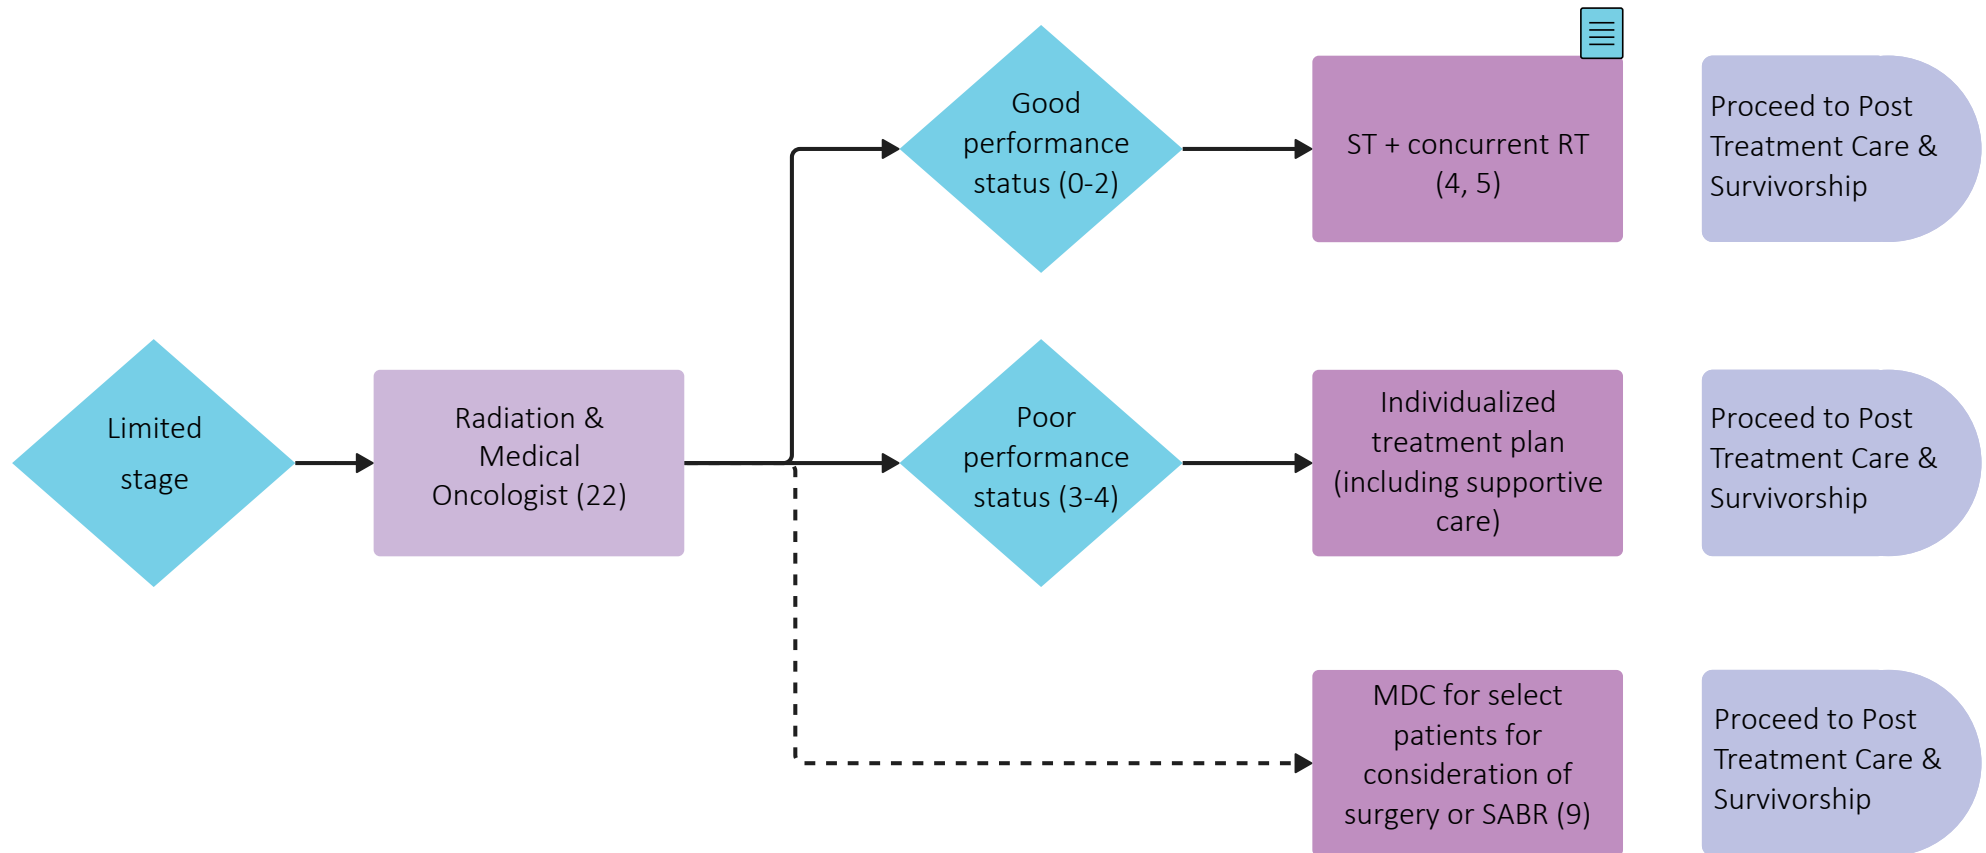 Good
performance
status (0-2)
ST + concurrent RT
(4, 5)
Proceed to Post
Treatment Care &
Survivorship
Limited
stage
Radiation &
Medical
Oncologist (22)
Poor
performance
status (3-4)
Individualized
treatment plan
(including supportive
care)
Proceed to Post
Treatment Care &
Survivorship
MDC for select
patients for
consideration of
surgery or SABR (9)
Proceed to Post
Treatment Care &
Survivorship